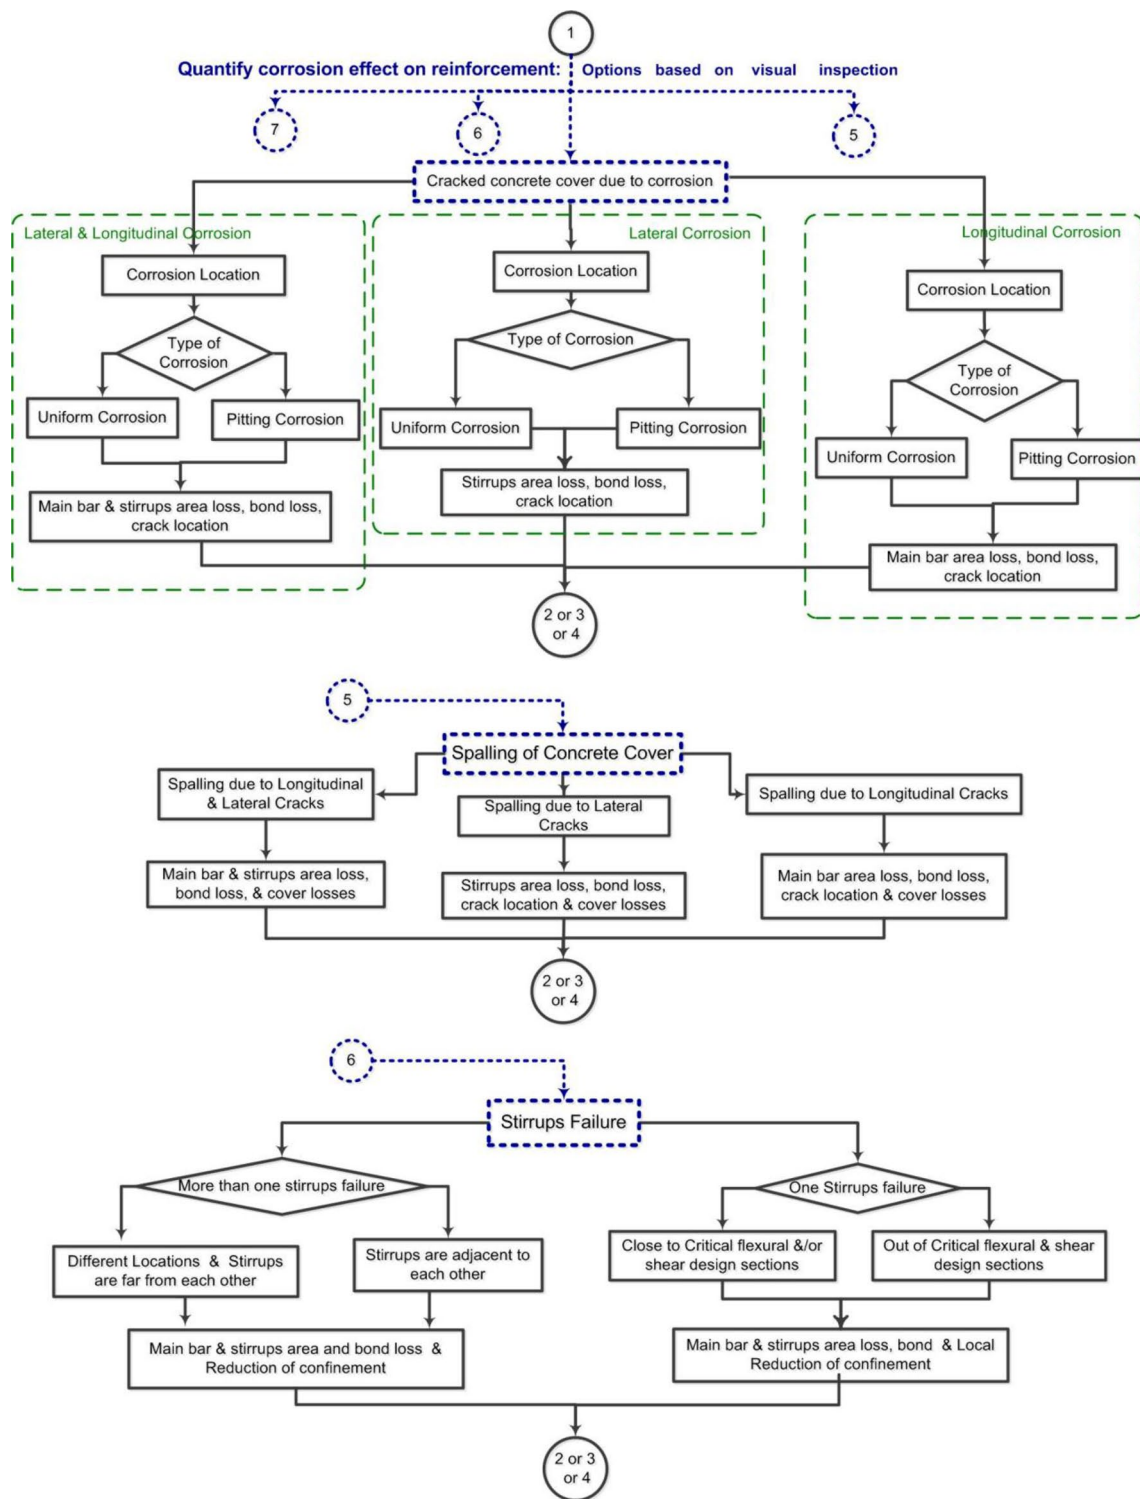 1
Quantify corrosion effect on reinforcement: Options based on visual inspection
7
6
5
Cracked concrete cover due to corrosion
Lateral & Longitudinal Corrosion
Corrosion Location
Type of
Corrosion
Uniform Corrosion
Pitting Corrosion
Main bar & stirrups area loss, bond loss,
crack location
Lateral Corrosion
Corrosion Location
Type of Corrosion
Uniform Corrosion
Pitting Corrosion
Stirrups area loss, bond loss,
crack location
Longitudinal Corrosion
Corrosion Location
Type of
Corrosion
Uniform Corrosion
Pitting Corrosion
Main bar area loss, bond loss,
crack location
2 or 3
or 4
5
Spalling of Concrete Cover
Spalling due to Longitudinal
& Lateral Cracks
Spalling due to Lateral
Cracks
Spalling due to Longitudinal Cracks
Main bar & stirrups area loss,
bond loss, & cover losses
Stirrups area loss, bond loss,
crack location & cover losses
Main bar area loss, bond loss,
crack location & cover losses
2 or 3
or 4
6
Stirrups Failure
More than one stirrups failure
One Stirrups failure
Different Locations & Stirrups
are far from each other
Stirrups are adjacent to
each other
Close to Critical flexural &/or
shear design sections
Out of Critical flexural & shear
design sections
Main bar & stirrups area and bond loss &
Reduction of confinement
Main bar & stirrups area loss, bond & Local
Reduction of confinement
2 or 3
or 4